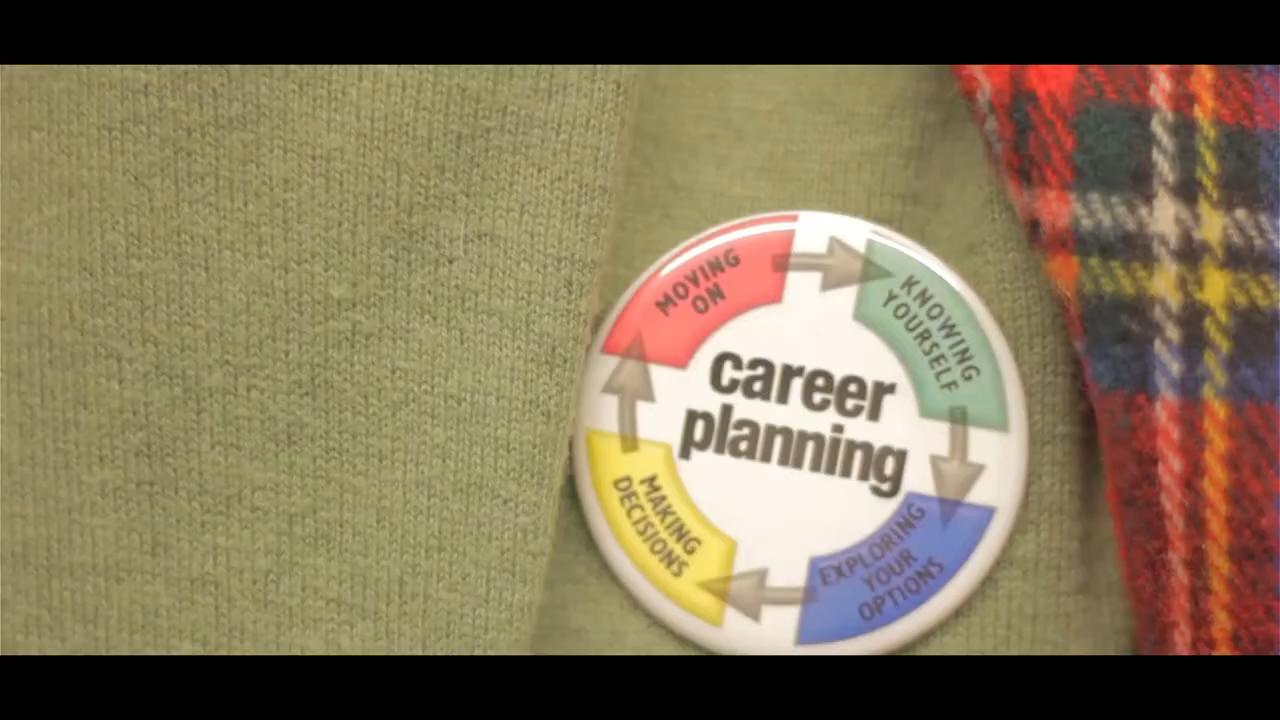 MOVING
ON
KNOWING
YOURSELF
career
planning
MAKING
DECISIONS
EXPLORING
YOUR
OPTIONS